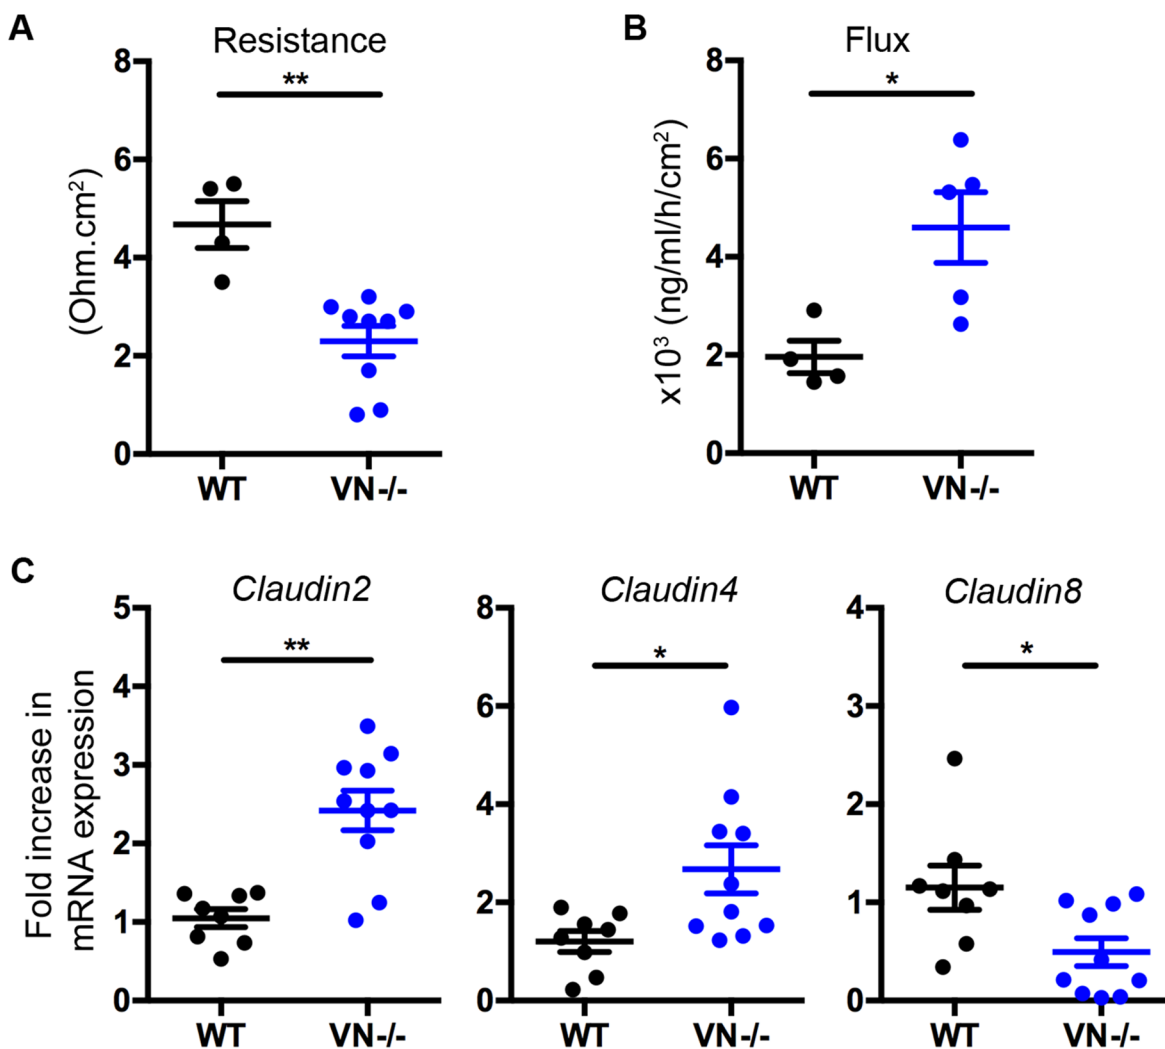 A
Resistance
8
**
6
(Ohm.cm²)
4
2
0
WT
VN-/-
B
Flux
8
*
6
x10³ (ng/ml/h/cm²)
4
2
0
WT
VN-/-
C
Claudin2
5
**
4
Fold increase in
mRNA expression
3
2
1
0
WT
VN-/-
Claudin4
8
*
6
4
2
0
WT
VN-/-
Claudin8
4
*
3
2
1
0
WT
VN-/-